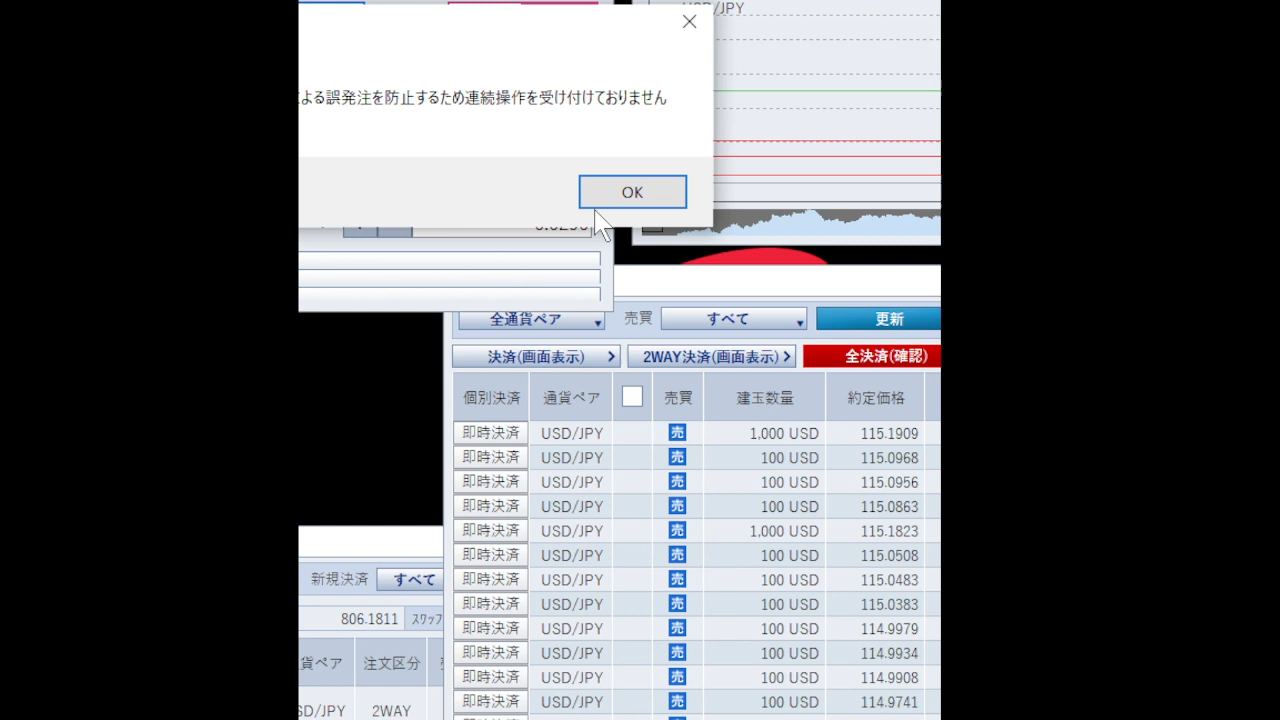 USD/JPY
よる誤発注を防止するため連続操作を受け付けておりません
OK
全通貨ペア 売買 すべて 更新
決済(画面表示) 2WAY決済(画面表示) 全決済(確認)
個別決済 通貨ペア 売買 建玉数量 約定価格
即時決済 USD/JPY 売 1,000 USD 115.1909
即時決済 USD/JPY 売 100 USD 115.0968
即時決済 USD/JPY 売 100 USD 115.0956
即時決済 USD/JPY 売 100 USD 115.0863
即時決済 USD/JPY 売 1,000 USD 115.1823
即時決済 USD/JPY 売 100 USD 115.0508
即時決済 USD/JPY 売 100 USD 115.0483
即時決済 USD/JPY 売 100 USD 115.0383
即時決済 USD/JPY 売 100 USD 114.9979
即時決済 USD/JPY 売 100 USD 114.9934
即時決済 USD/JPY 売 100 USD 114.9908
即時決済 USD/JPY 売 100 USD 114.9741
新規決済 すべて
806.1811 スワップ
貨ペア 注文区分
SD/JPY 2WAY